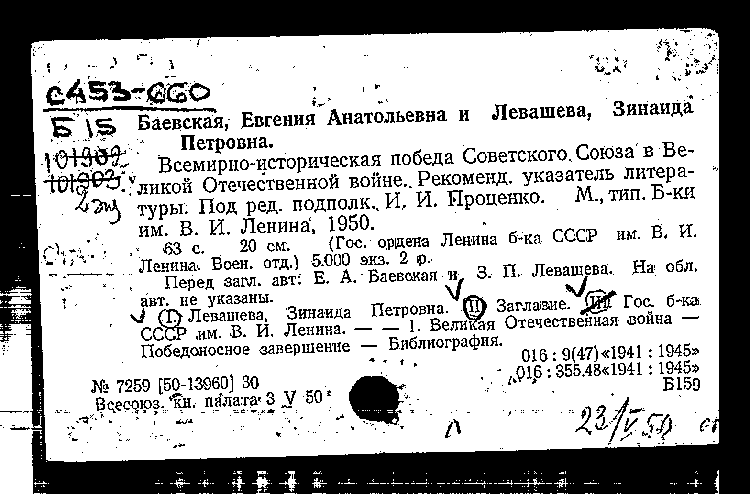 с453-660
Б 15
Баевская, Евгения Анатольевна и Левашева, Зинаида
Петровна.
101902
101903
2 экз
Всемирно-историческая победа Советского Союза в Ве-
ликой Отечественной войне. Рекоменд. указатель литера-
туры. Под ред. подполк. И. И. Проценко. М., тип. Б-ки
им. В. И. Ленина, 1950.
63 с. 20 см. (Гос. ордена Ленина б-ка СССР им. В. И.
Ленина. Воен. отд.) 5.000 экз. 2 р.
Перед загл. авт: Е. А. Баевская и З. П. Левашева. На обл.
авт. не указаны.
(I) Левашева, Зинаида Петровна. (II) Заглавие. (III) Гос. б-ка
СССР им. В. И. Ленина. — — 1. Великая Отечественная война —
Победоносное завершение — Библиография.
016 : 9(47)«1941 : 1945»
016 : 355.48«1941 : 1945»
Б159
№ 7259 [50-13960] 30
Всесоюз. кн. палата 3 V 50
л
23/V 50